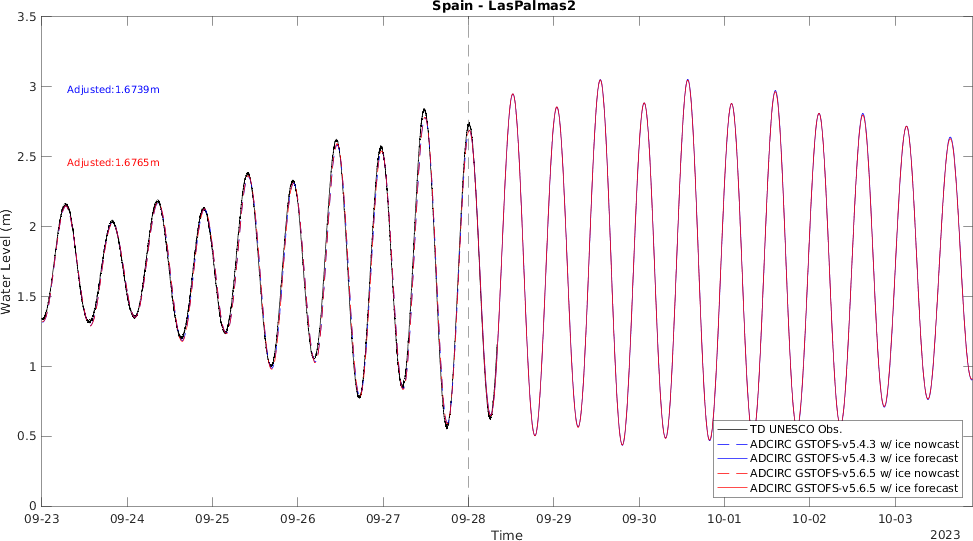 Spain - LasPalmas2
3.5
3
2.5
2
1.5
1
0.5
0
Water Level (m)
Adjusted:1.6739m
Adjusted:1.6765m
TD UNESCO Obs.
ADCIRC GSTOFS-v5.4.3 w/ ice nowcast
ADCIRC GSTOFS-v5.4.3 w/ ice forecast
ADCIRC GSTOFS-v5.6.5 w/ ice nowcast
ADCIRC GSTOFS-v5.6.5 w/ ice forecast
09-23 09-24 09-25 09-26 09-27 09-28 09-29 09-30 10-01 10-02 10-03
Time
2023